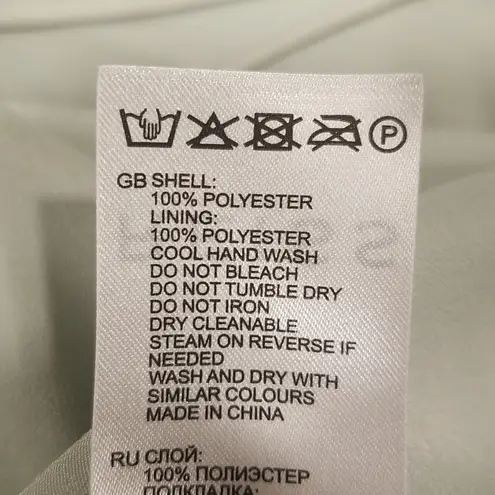 P
GB SHELL:
100% POLYESTER
LINING:
100% POLYESTER
COOL HAND WASH
DO NOT BLEACH
DO NOT TUMBLE DRY
DO NOT IRON
DRY CLEANABLE
STEAM ON REVERSE IF
NEEDED
WASH AND DRY WITH
SIMILAR COLOURS
MADE IN CHINA
RU СЛОЙ:
100% ПОЛИЭСТЕР
ПОДКЛАДКА: